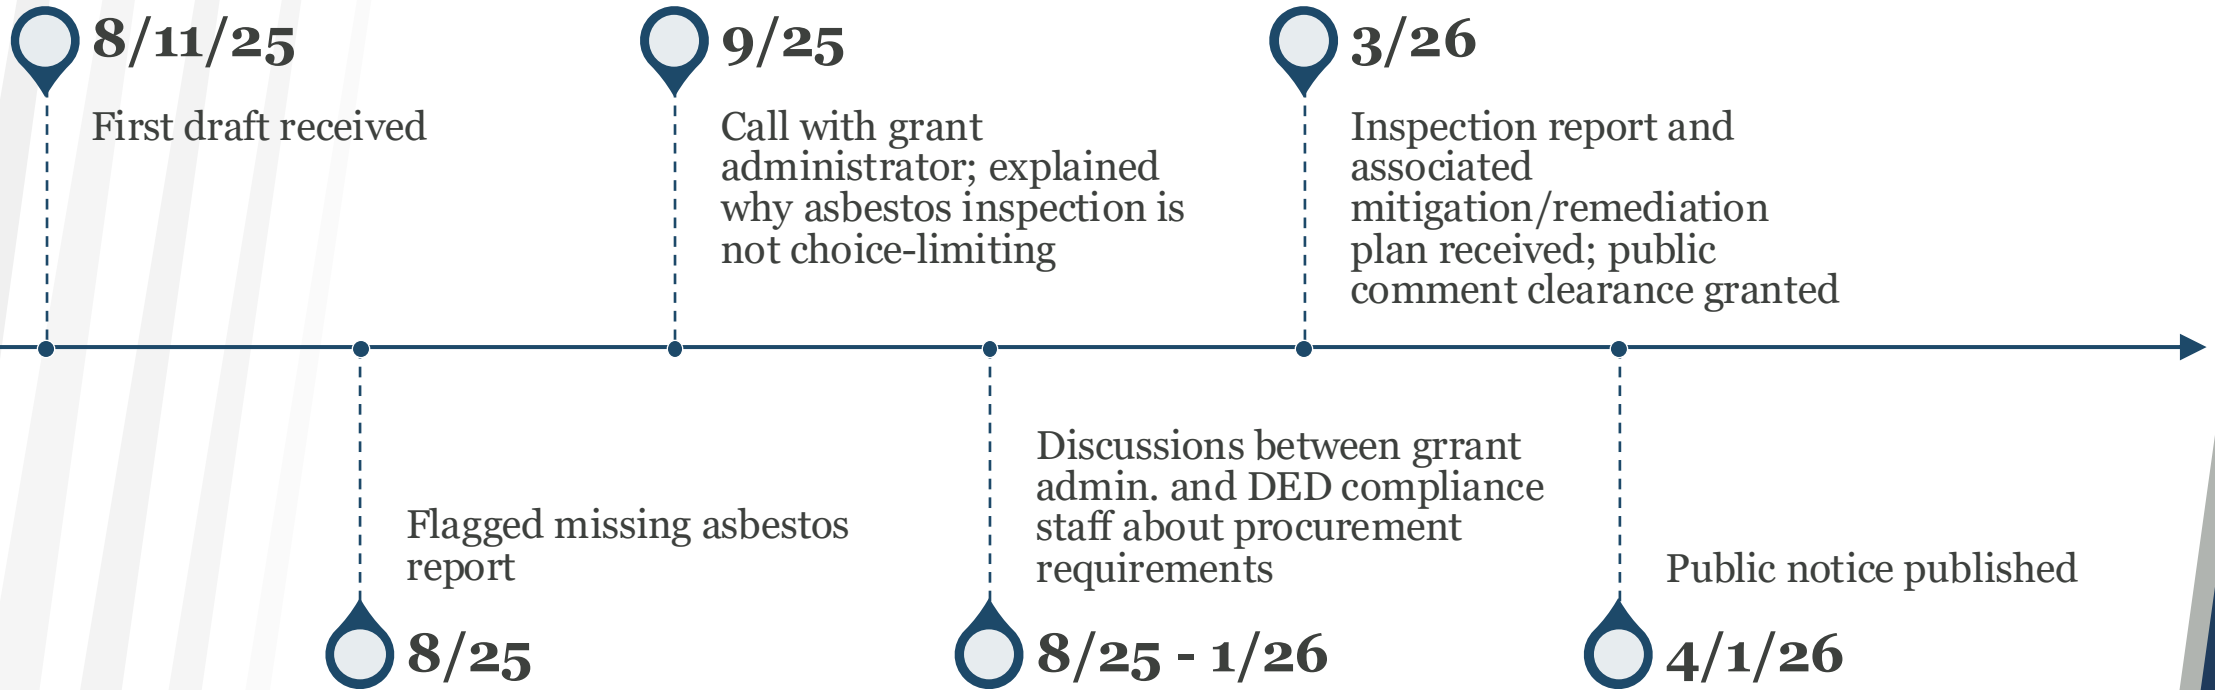 8/11/25
First draft received
8/25
Flagged missing asbestos
report
9/25
Call with grant
administrator; explained
why asbestos inspection is
not choice-limiting
8/25 - 1/26
Discussions between grrant
admin. and DED compliance
staff about procurement
requirements
3/26
Inspection report and
associated
mitigation/remediation
plan received; public
comment clearance granted
4/1/26
Public notice published